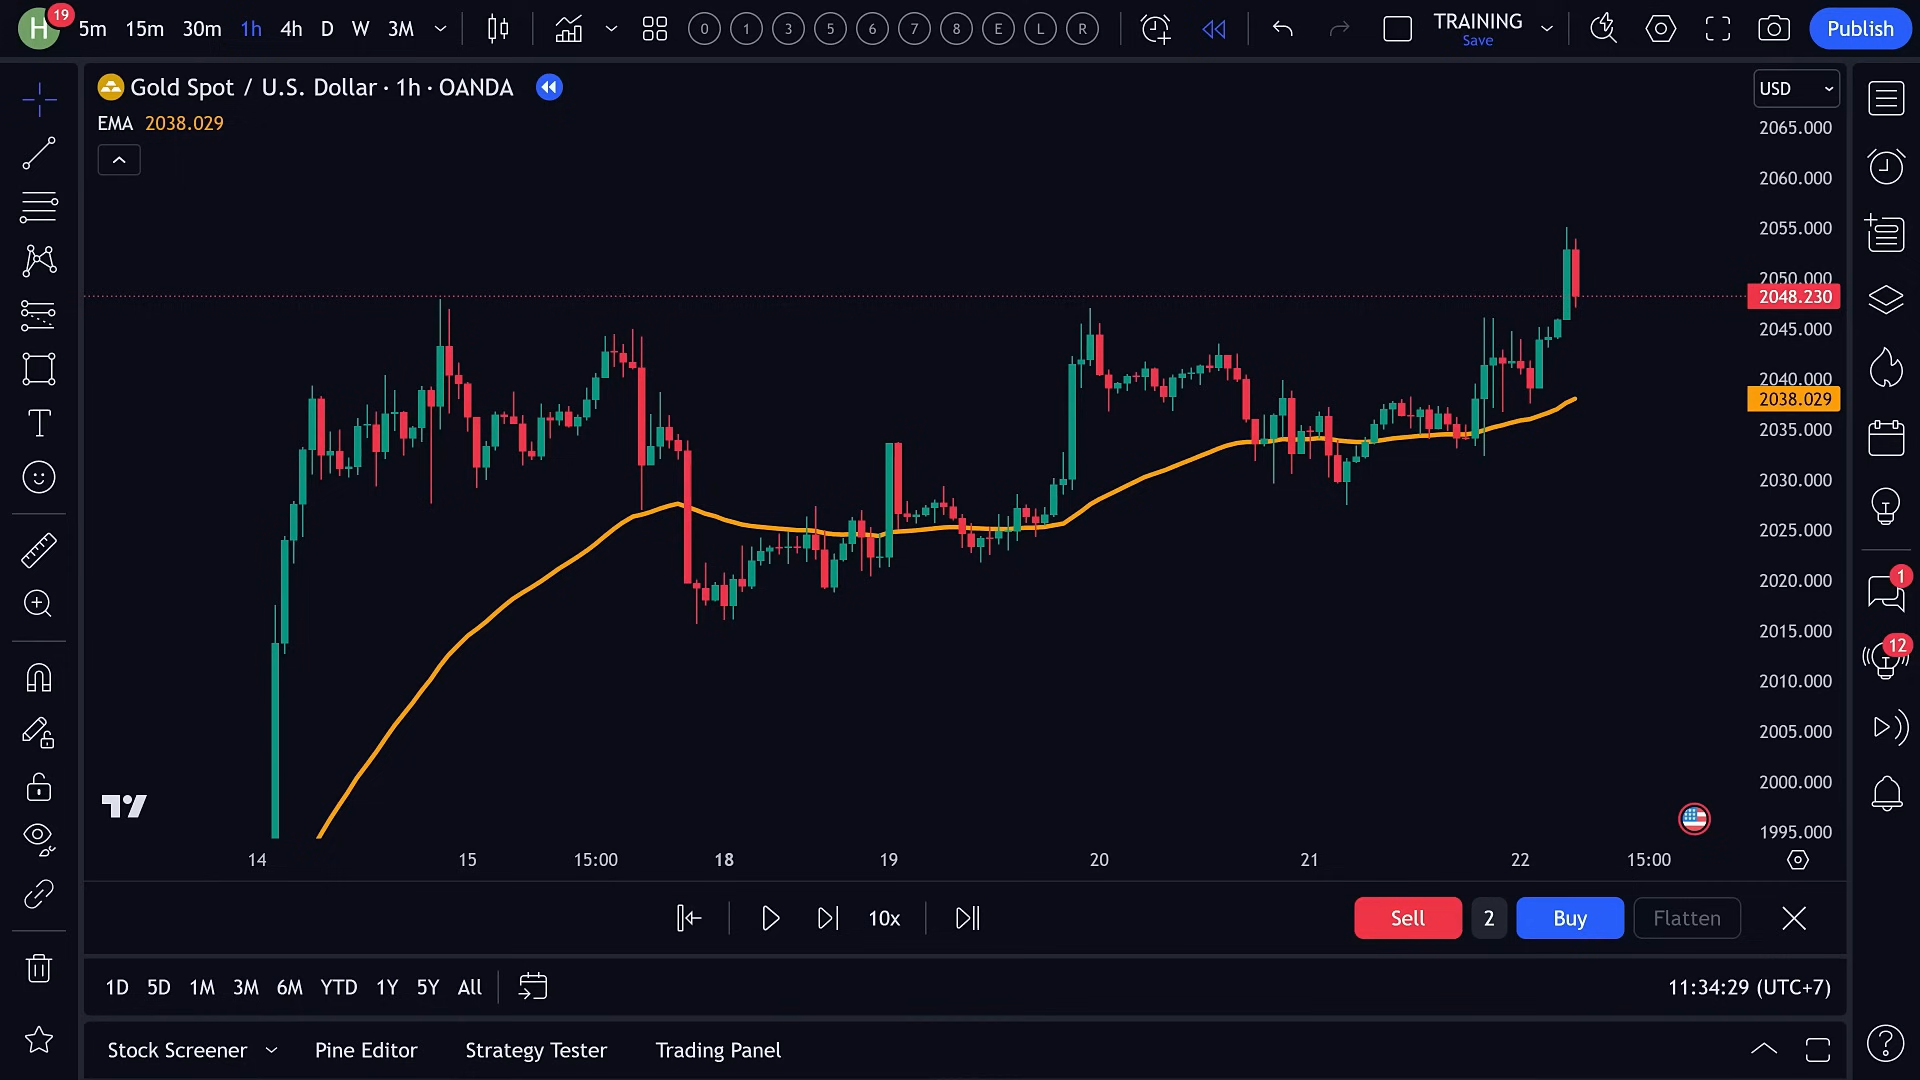 H 19 5m 15m 30m 1h 4h D W 3M 0 1 3 5 6 7 8 E L R TRAINING Publish
Save
Gold Spot / U.S. Dollar · 1h · OANDA USD
EMA 2038.029
2065.000
2060.000
2055.000
2050.000
2048.230
2045.000
2040.000
2038.029
2035.000
2030.000
2025.000
2020.000
2015.000
2010.000
2005.000
2000.000
1995.000
1
12
T
14 15 15:00 18 19 20 21 22 15:00
10x Sell 2 Buy Flatten
1D 5D 1M 3M 6M YTD 1Y 5Y All 11:34:29 (UTC+7)
Stock Screener Pine Editor Strategy Tester Trading Panel